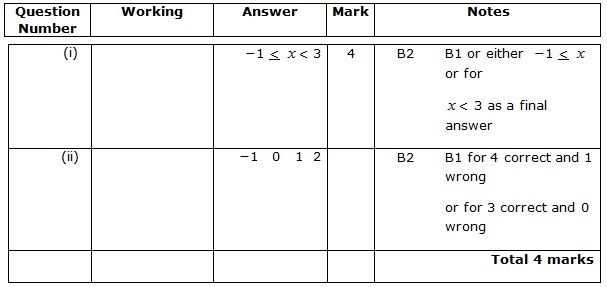 Question Number Working Answer Mark Notes
(i) −1 ≤ x < 3 4 B2 B1 or either −1 ≤ x
or for
x < 3 as a final
answer
(ii) −1 0 1 2 B2 B1 for 4 correct and 1
wrong
or for 3 correct and 0
wrong
Total 4 marks